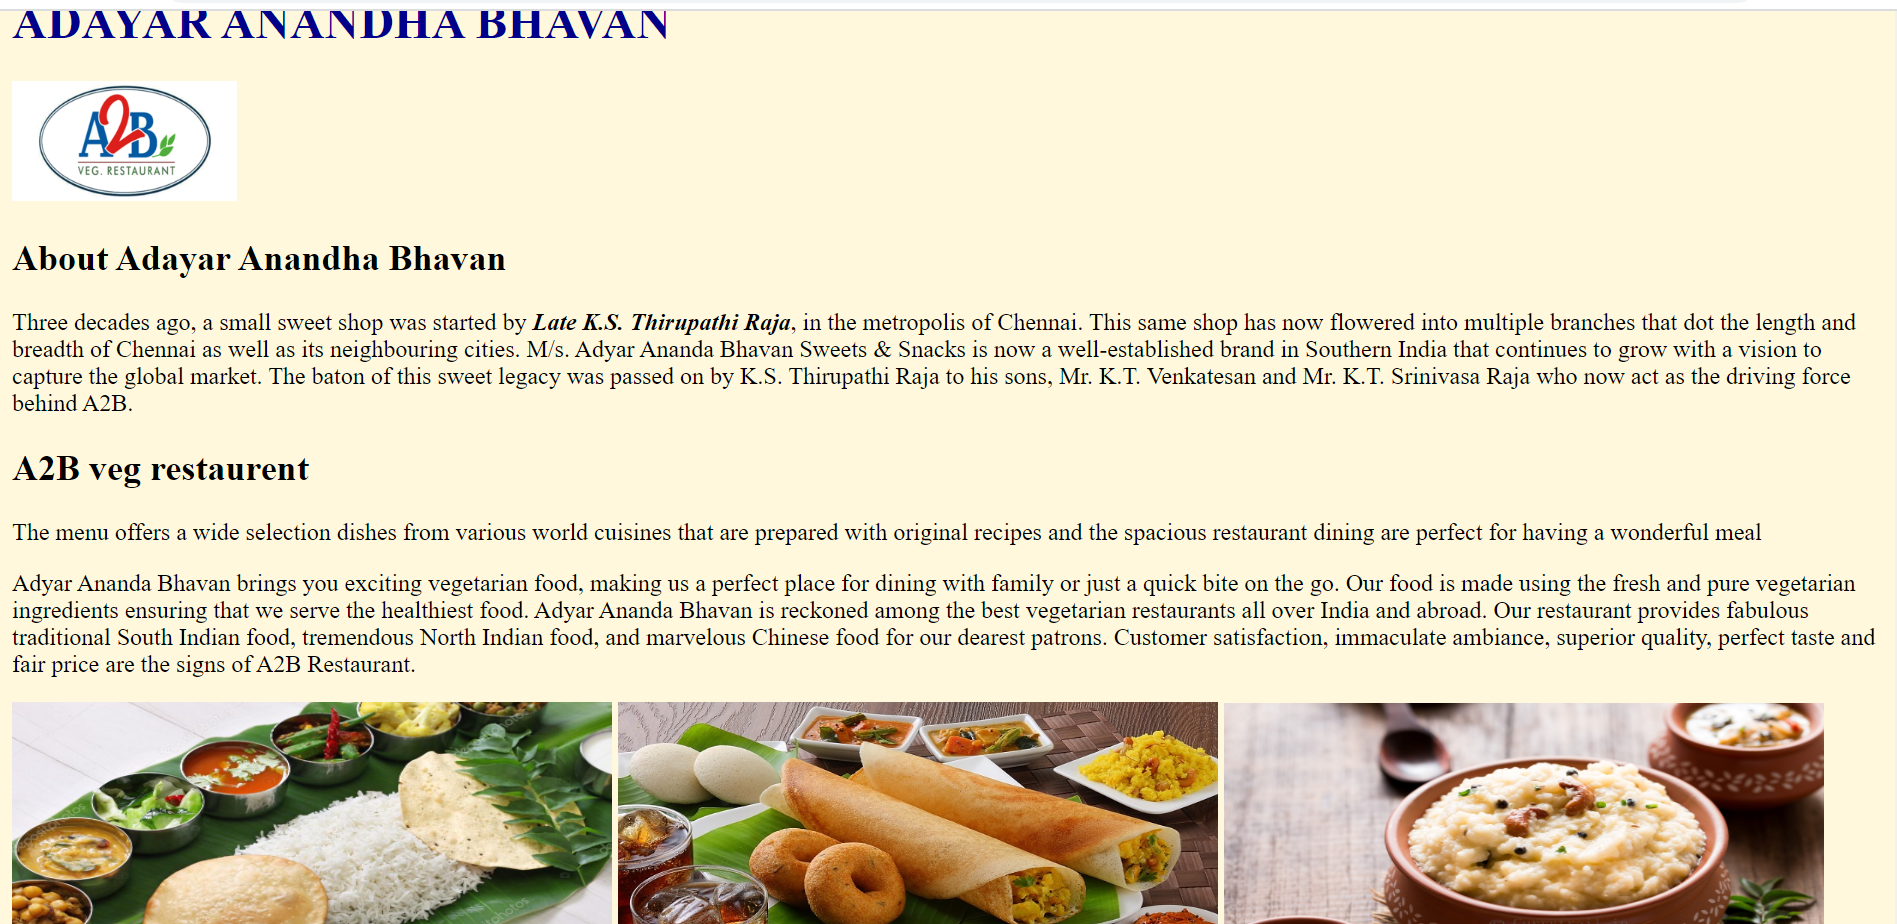 ADAYAR ANANDHA BHAVAN
A2B
VEG. RESTAURANT
About Adayar Anandha Bhavan
Three decades ago, a small sweet shop was started by Late K.S. Thirupathi Raja, in the metropolis of Chennai. This same shop has now flowered into multiple branches that dot the length and
breadth of Chennai as well as its neighbouring cities. M/s. Adyar Ananda Bhavan Sweets & Snacks is now a well-established brand in Southern India that continues to grow with a vision to
capture the global market. The baton of this sweet legacy was passed on by K.S. Thirupathi Raja to his sons, Mr. K.T. Venkatesan and Mr. K.T. Srinivasa Raja who now act as the driving force
behind A2B.
A2B veg restaurent
The menu offers a wide selection dishes from various world cuisines that are prepared with original recipes and the spacious restaurant dining are perfect for having a wonderful meal
Adyar Ananda Bhavan brings you exciting vegetarian food, making us a perfect place for dining with family or just a quick bite on the go. Our food is made using the fresh and pure vegetarian
ingredients ensuring that we serve the healthiest food. Adyar Ananda Bhavan is reckoned among the best vegetarian restaurants all over India and abroad. Our restaurant provides fabulous
traditional South Indian food, tremendous North Indian food, and marvelous Chinese food for our dearest patrons. Customer satisfaction, immaculate ambiance, superior quality, perfect taste and
fair price are the signs of A2B Restaurant.